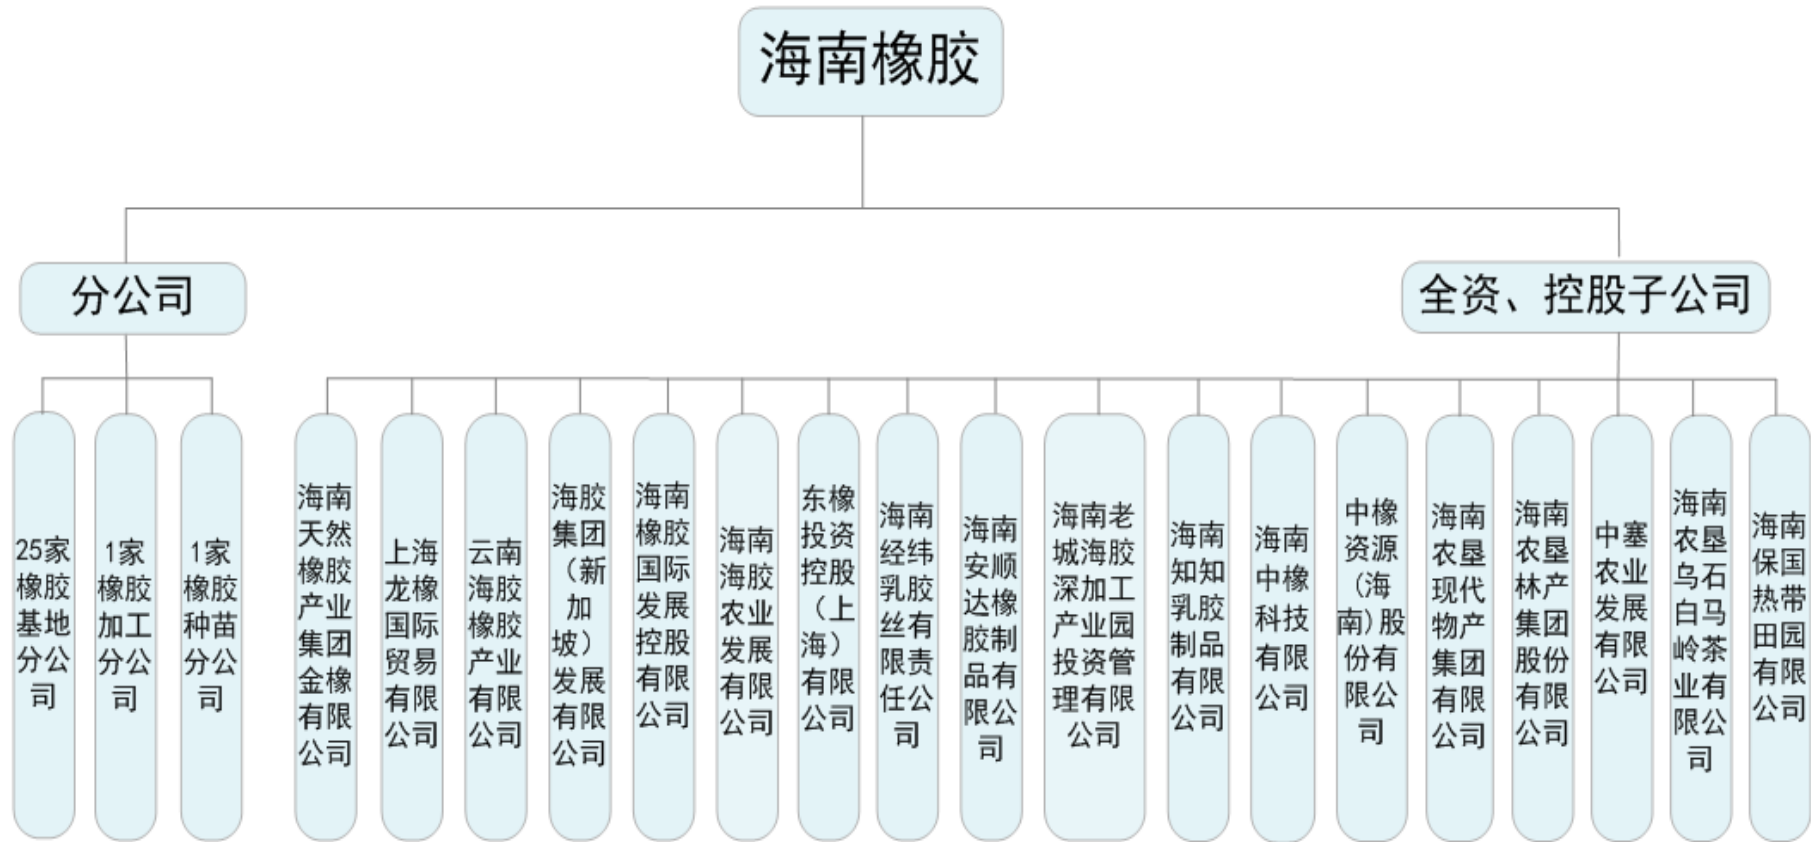 海南橡胶
分公司
全资、控股子公司
25家
橡胶
基地
分公
司
1家
橡胶
加工
分公
司
1家
橡胶
种苗
分公
司
海南
天然
橡胶
产业
集团
金橡
有限
公司
上海
龙橡
国际
贸易
有限
公司
云南
海胶
橡胶
产业
有限
公司
海胶
集团
（新
加
坡）
发展
有限
公司
海南
橡胶
国际
发展
控股
有限
公司
海南
海胶
农业
发展
有限
公司
东橡
投资
控股
（上
海）
有限
公司
海南
经纬
乳胶
丝有
限责
任公
司
海南
安顺
达橡
胶制
品有
限公
司
海南老
城海胶
深加工
产业园
投资管
理有限
公司
海南
知知
乳胶
制品
有限
公司
海南
中橡
科技
有限
公司
中橡
资源
(海
南)股
份有
限公
司
海南
农垦
现代
物产
集团
有限
公司
海南
农垦
林产
集团
股份
有限
公司
中塞
农业
发展
有限
公司
海南
农垦
乌石
白马
岭茶
业有
限公
司
海南
保国
热带
田园
有限
公司